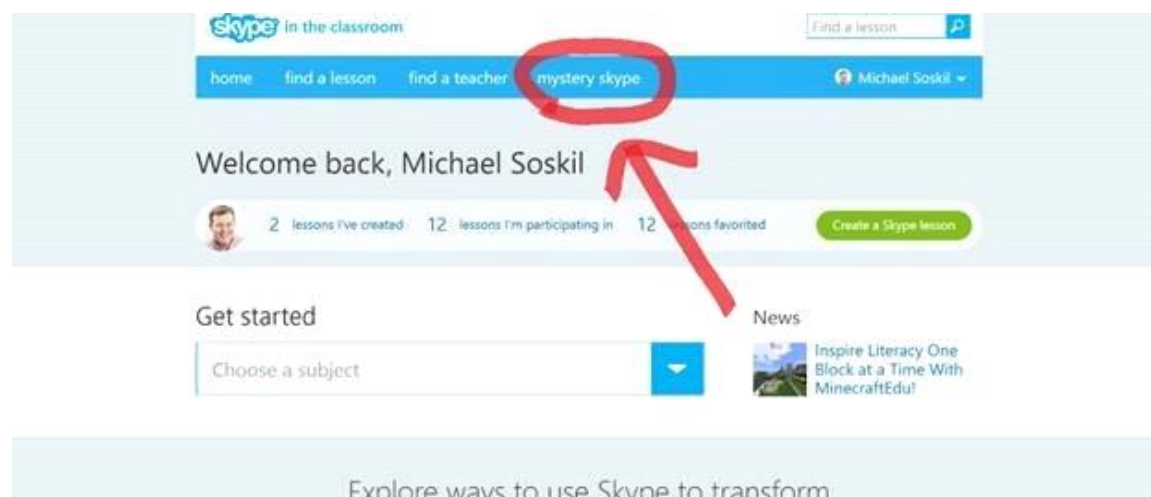 skype in the classroom
Find a lesson
home find a lesson find a teacher mystery skype Michael Soskil
Welcome back, Michael Soskil
2 lessons I've created 12 lessons I'm participating in 12 lessons favorited Create a Skype lesson
Get started
Choose a subject
News
Inspire Literacy One
Block at a Time With
MinecraftEdu!
Explore ways to use Skype to transform